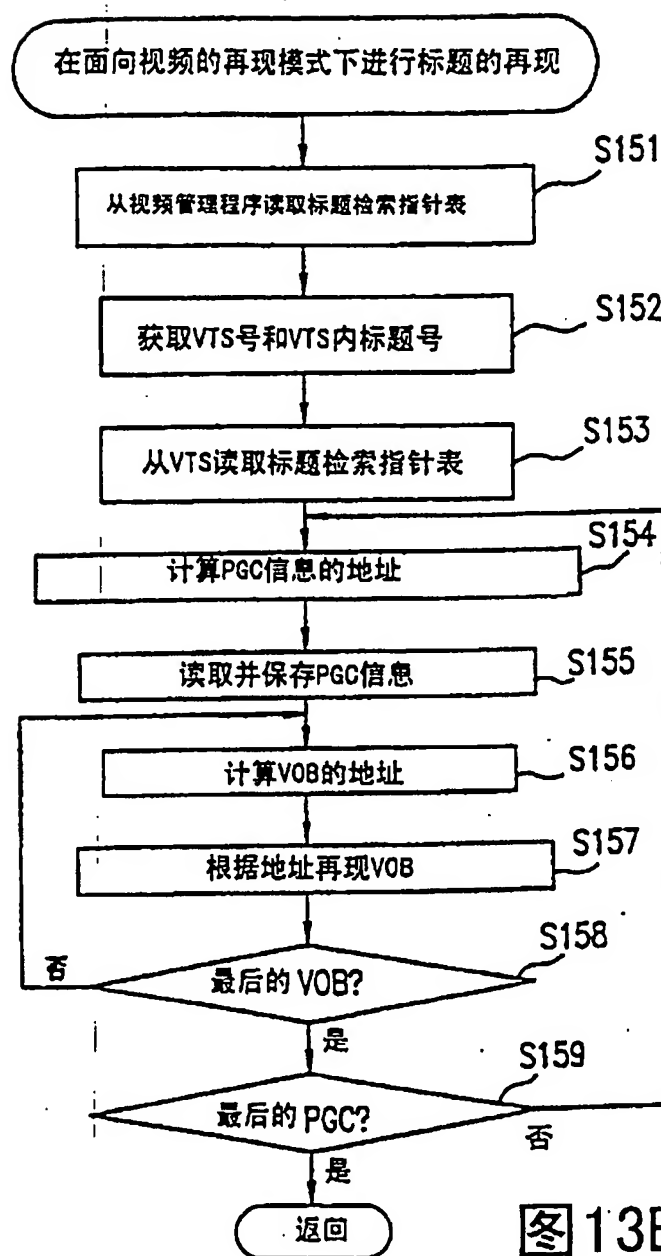 在面向视频的再现模式下进行标题的再现
S151
从视频管理程序读取标题检索指针表
S152
获取VTS号和VTS内标题号
S153
从VTS读取标题检索指针表
S154
计算PGC信息的地址
S155
读取并保存PGC信息
S156
计算VOB的地址
S157
根据地址再现VOB
S158
否
最后的VOB?
是
S159
最后的PGC?
否
是
返回
图13B